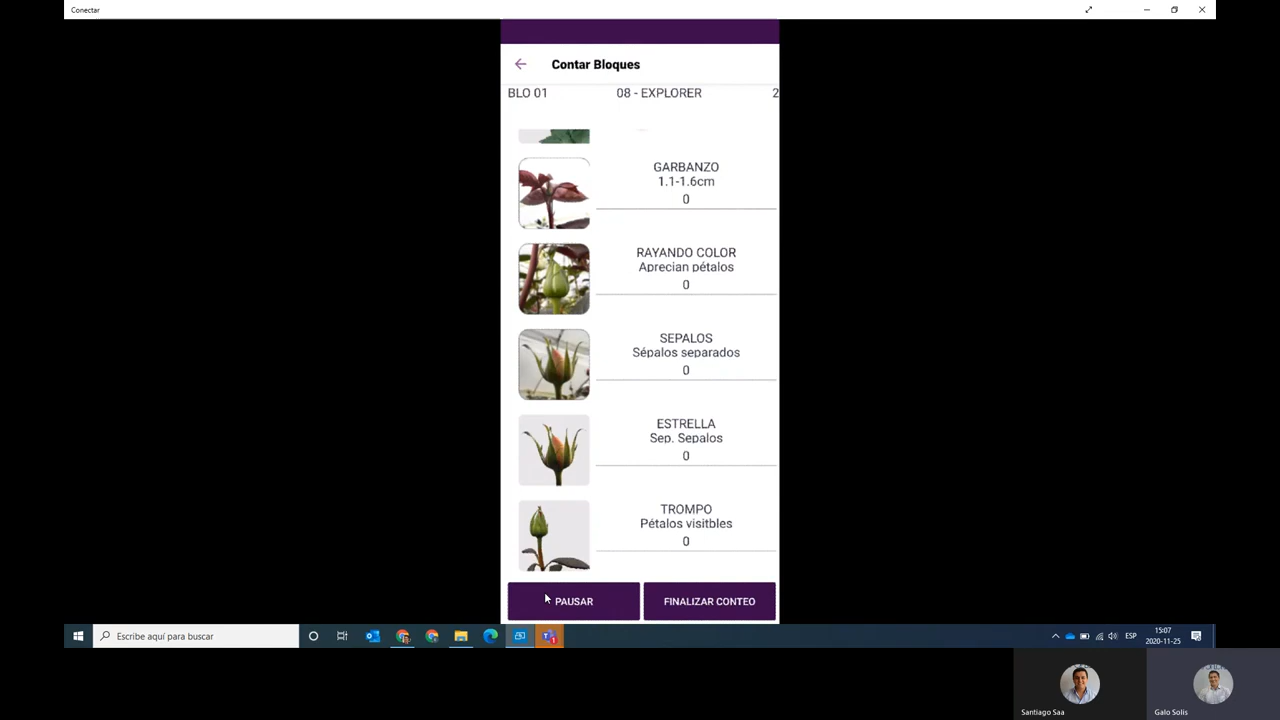 Conectar
Contar Bloques
BLO 01 08 - EXPLORER 2
GARBANZO
1.1-1.6cm
0
RAYANDO COLOR
Aprecian pétalos
0
SEPALOS
Sépalos separados
0
ESTRELLA
Sep. Sepalos
0
TROMPO
Pétalos visitbles
0
PAUSAR FINALIZAR CONTEO
Escribe aquí para buscar
ESP
15:07
2020-11-25
Santiago Saa
Galo Solis